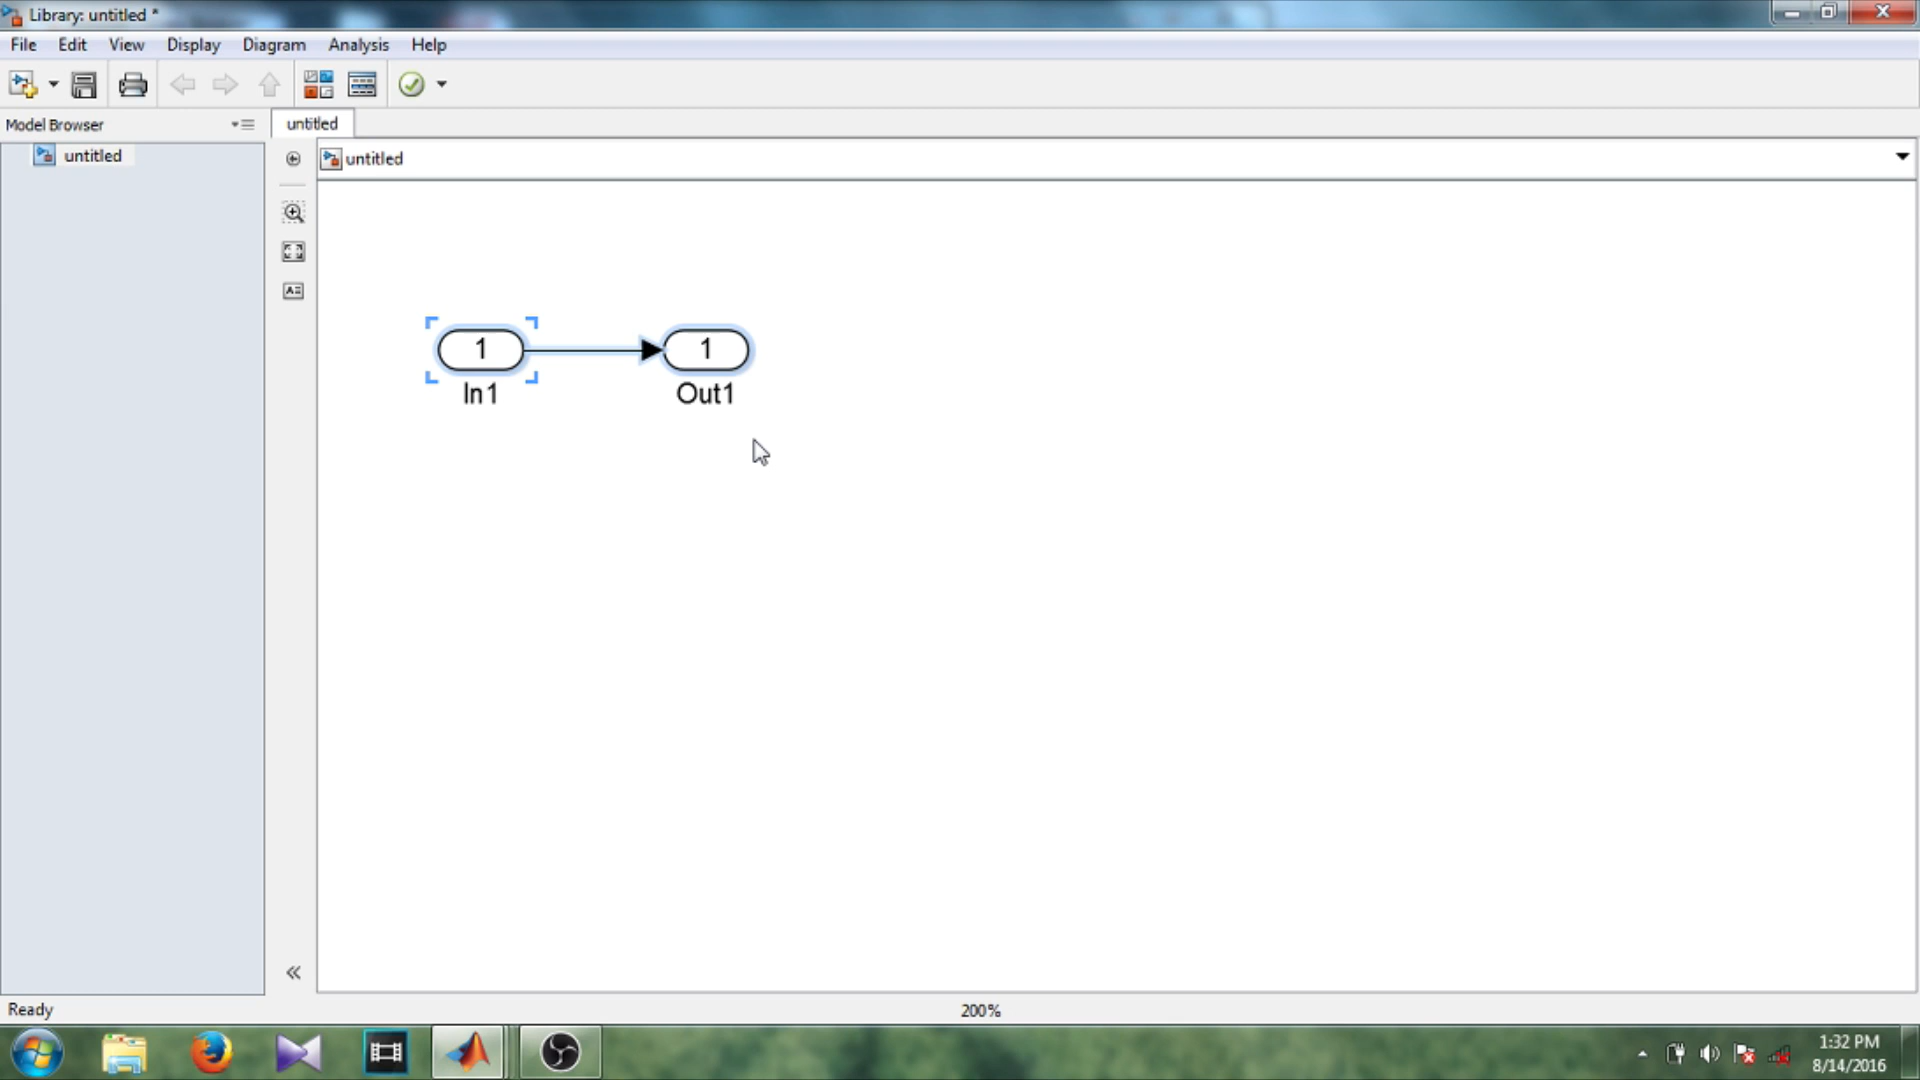 Library: untitled *
File Edit View Display Diagram Analysis Help
Model Browser
untitled
untitled
untitled
1
1
In1
Out1
Ready
200%
1:32 PM
8/14/2016